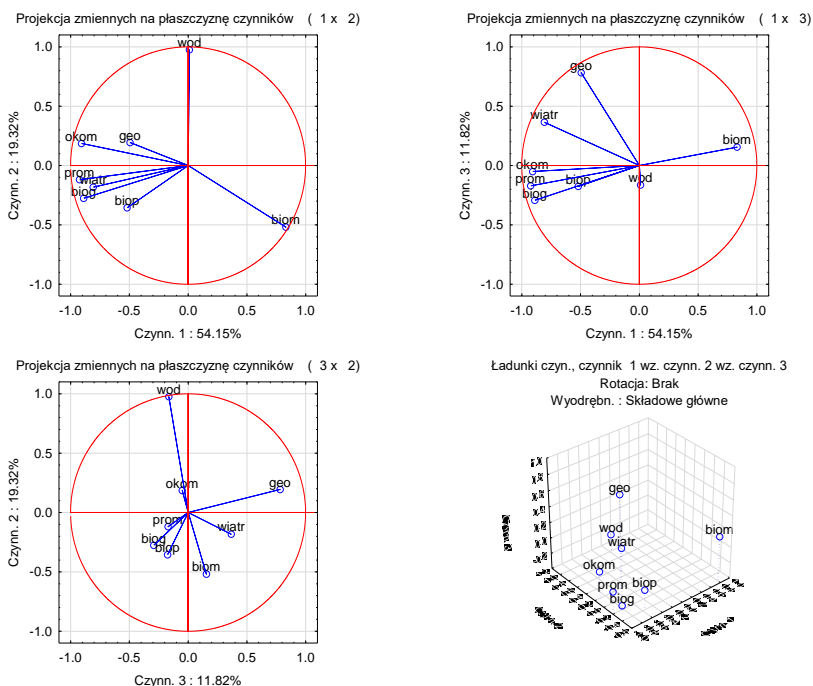 Projekcja zmiennych na płaszczyznę czynników ( 1 x 2)
1.0
0.5
0.0
-0.5
-1.0
Czynn. 2 : 19.32%
wod
okom
geo
prom
wiatr
biog
biop
biom
-1.0 -0.5 0.0 0.5 1.0
Czynn. 1 : 54.15%
Projekcja zmiennych na płaszczyznę czynników ( 1 x 3)
1.0
0.5
0.0
-0.5
-1.0
Czynn. 3 : 11.82%
geo
wiatr
biom
okom
prom
biop
wod
biog
-1.0 -0.5 0.0 0.5 1.0
Czynn. 1 : 54.15%
Projekcja zmiennych na płaszczyznę czynników ( 3 x 2)
1.0
0.5
0.0
-0.5
-1.0
Czynn. 2 : 19.32%
wod
okom
geo
prom
wiatr
biog
biop
biom
-1.0 -0.5 0.0 0.5 1.0
Czynn. 3 : 11.82%
Ładunki czyn., czynnik 1 wz. czynn. 2 wz. czynn. 3
Rotacja: Brak
Wyodrębn. : Składowe główne
geo
wod
wiatr
biom
okom
prom
biop
biog